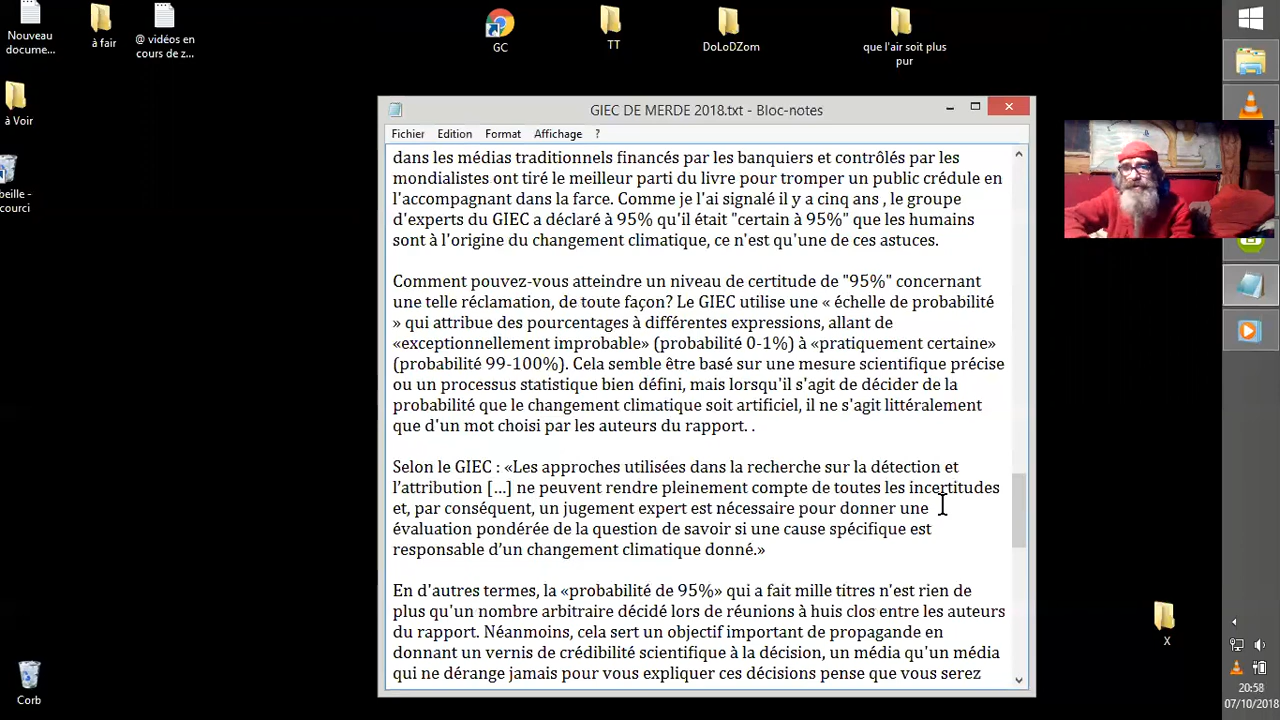 Nouveau
docume...
à fair
@ vidéos en
cours de z...
GC
TT
DoLoDZom
que l'air soit plus
pur
à Voir
beille -
courci
GIEC DE MERDE 2018.txt - Bloc-notes
Fichier Edition Format Affichage ?
dans les médias traditionnels financés par les banquiers et contrôlés par les
mondialistes ont tiré le meilleur parti du livre pour tromper un public crédule en
l'accompagnant dans la farce. Comme je l'ai signalé il y a cinq ans , le groupe
d'experts du GIEC a déclaré à 95% qu'il était "certain à 95%" que les humains
sont à l'origine du changement climatique, ce n'est qu'une de ces astuces.
Comment pouvez-vous atteindre un niveau de certitude de "95%" concernant
une telle réclamation, de toute façon? Le GIEC utilise une « échelle de probabilité
» qui attribue des pourcentages à différentes expressions, allant de
«exceptionnellement improbable» (probabilité 0-1%) à «pratiquement certaine»
(probabilité 99-100%). Cela semble être basé sur une mesure scientifique précise
ou un processus statistique bien défini, mais lorsqu'il s'agit de décider de la
probabilité que le changement climatique soit artificiel, il ne s'agit littéralement
que d'un mot choisi par les auteurs du rapport. .
Selon le GIEC : «Les approches utilisées dans la recherche sur la détection et
l’attribution [...] ne peuvent rendre pleinement compte de toutes les incertitudes
et, par conséquent, un jugement expert est nécessaire pour donner une
évaluation pondérée de la question de savoir si une cause spécifique est
responsable d’un changement climatique donné.»
En d'autres termes, la «probabilité de 95%» qui a fait mille titres n'est rien de
plus qu'un nombre arbitraire décidé lors de réunions à huis clos entre les auteurs
du rapport. Néanmoins, cela sert un objectif important de propagande en
donnant un vernis de crédibilité scientifique à la décision, un média qu'un média
qui ne dérange jamais pour vous expliquer ces décisions pense que vous serez
X
Corb
20:58
07/10/2018